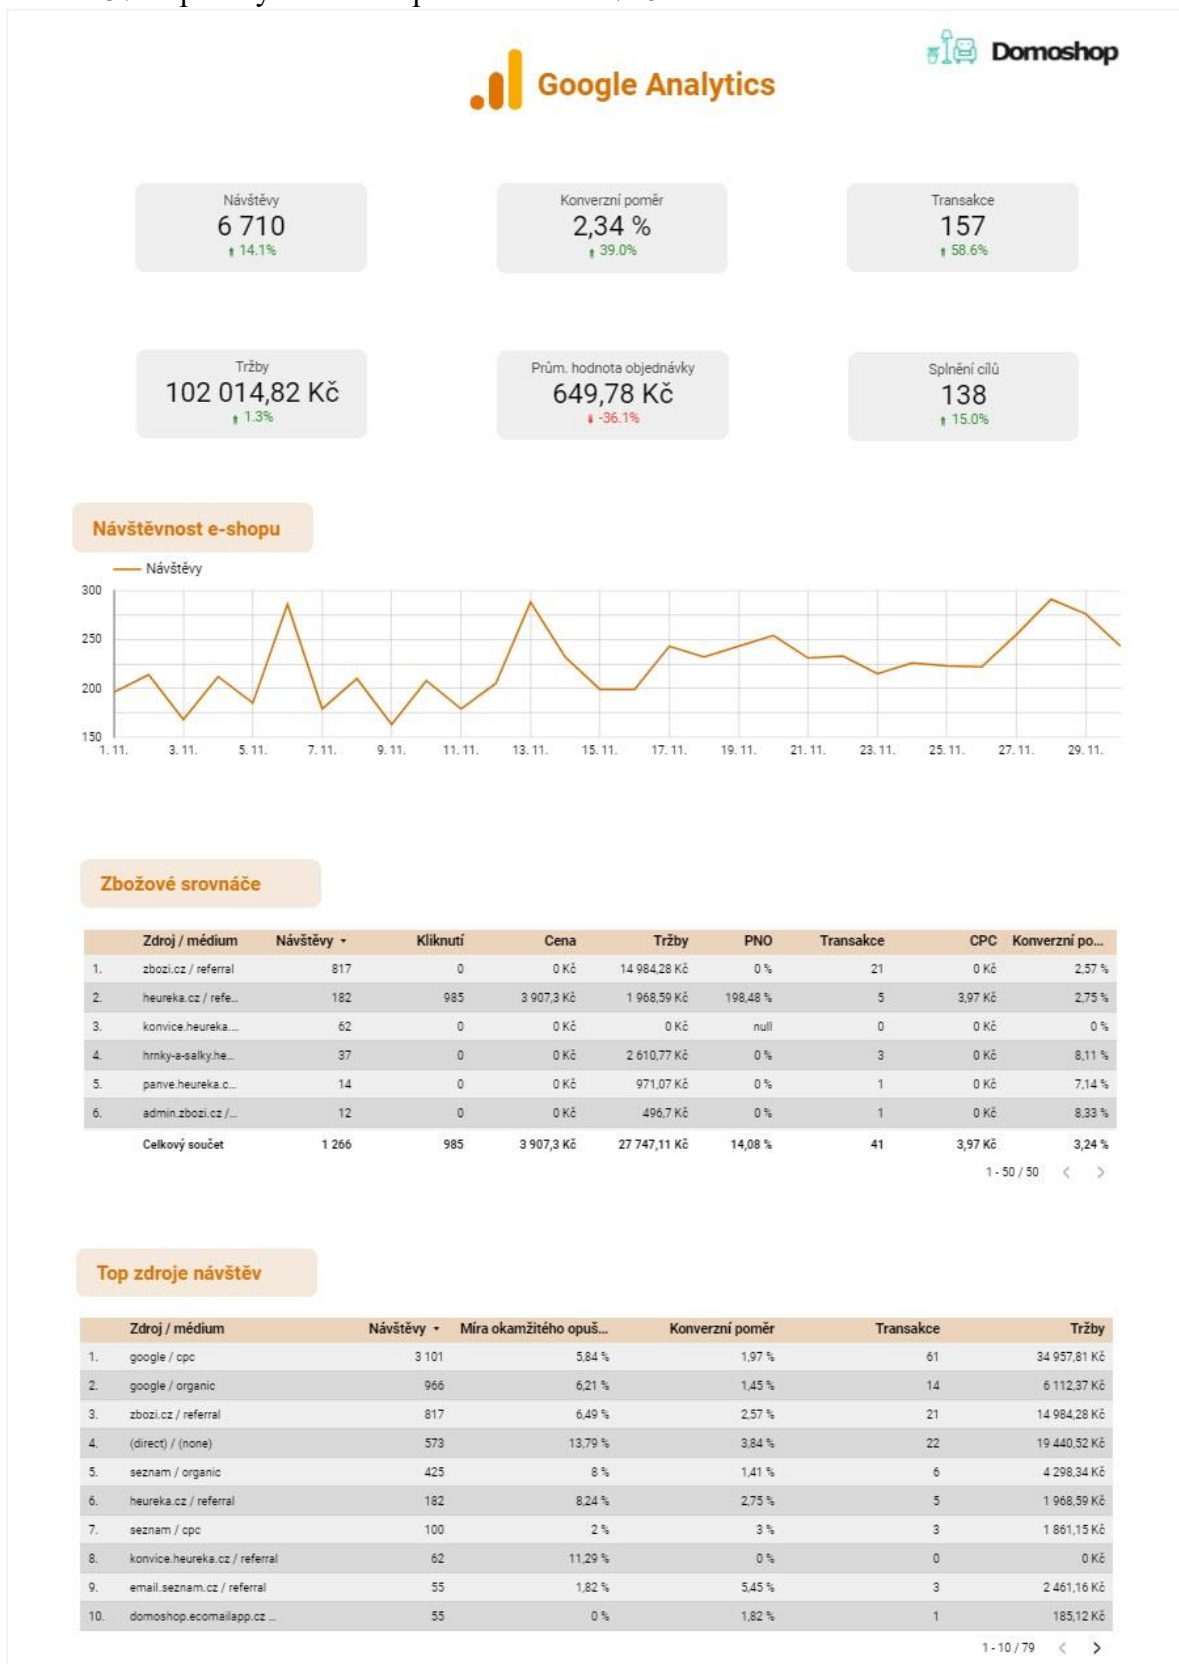 Domoshop
Google Analytics
Návštěvy
6 710
14.1%
Konverzní poměr
2,34 %
39.0%
Transakce
157
58.6%
Tržby
102 014,82 Kč
1.3%
Prům. hodnota objednávky
649,78 Kč
-36.1%
Splnění cílů
138
15.0%
Návštěvnost e-shopu
Návštěvy
300
250
200
150
1. 11. 3. 11. 5. 11. 7. 11. 9. 11. 11. 11. 13. 11. 15. 11. 17. 11. 19. 11. 21. 11. 23. 11. 25. 11. 27. 11. 29. 11.
Zbožové srovnáče
Zdroj / médium Návštěvy Kliknutí Cena Tržby PNO Transakce CPC Konverzní po...
1. zbozi.cz / referral 817 0 0 Kč 14 984,28 Kč 0 % 21 0 Kč 2,57 %
2. heureka.cz / refe... 182 985 3 907,3 Kč 1 968,59 Kč 198,48 % 5 3,97 Kč 2,75 %
3. konvice.heureka.... 62 0 0 Kč 0 Kč null 0 0 Kč 0 %
4. hrnky-a-salky.he... 37 0 0 Kč 2 610,77 Kč 0 % 3 0 Kč 8,11 %
5. panve.heureka.c... 14 0 0 Kč 971,07 Kč 0 % 1 0 Kč 7,14 %
6. admin.zbozi.cz /... 12 0 0 Kč 496,7 Kč 0 % 1 0 Kč 8,33 %
Celkový součet 1 266 985 3 907,3 Kč 27 747,11 Kč 14,08 % 41 3,97 Kč 3,24 %
1 - 50 / 50 < >
Top zdroje návštěv
Zdroj / médium Návštěvy Míra okamžitého opuš... Konverzní poměr Transakce Tržby
1. google / cpc 3 101 5,84 % 1,97 % 61 34 957,81 Kč
2. google / organic 966 6,21 % 1,45 % 14 6 112,37 Kč
3. zbozi.cz / referral 817 6,49 % 2,57 % 21 14 984,28 Kč
4. (direct) / (none) 573 13,79 % 3,84 % 22 19 440,52 Kč
5. seznam / organic 425 8 % 1,41 % 6 4 298,34 Kč
6. heureka.cz / referral 182 8,24 % 2,75 % 5 1 968,59 Kč
7. seznam / cpc 100 2 % 3 % 3 1 861,15 Kč
8. konvice.heureka.cz / referral 62 11,29 % 0 % 0 0 Kč
9. email.seznam.cz / referral 55 1,82 % 5,45 % 3 2 461,16 Kč
10. domoshop.ecomailapp.cz ... 55 0 % 1,82 % 1 185,12 Kč
1 - 10 / 79 < >